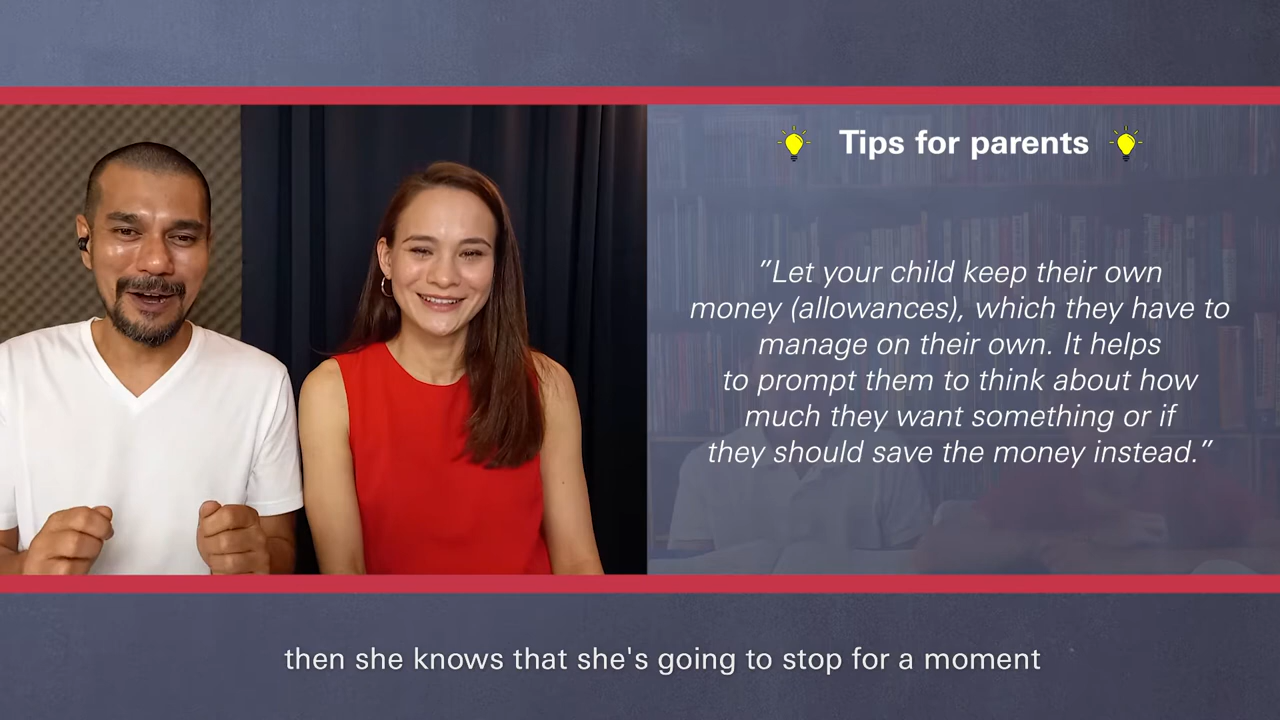 Tips for parents
”Let your child keep their own
money (allowances), which they have to
manage on their own. It helps
to prompt them to think about how
much they want something or if
they should save the money instead.”
then she knows that she's going to stop for a moment